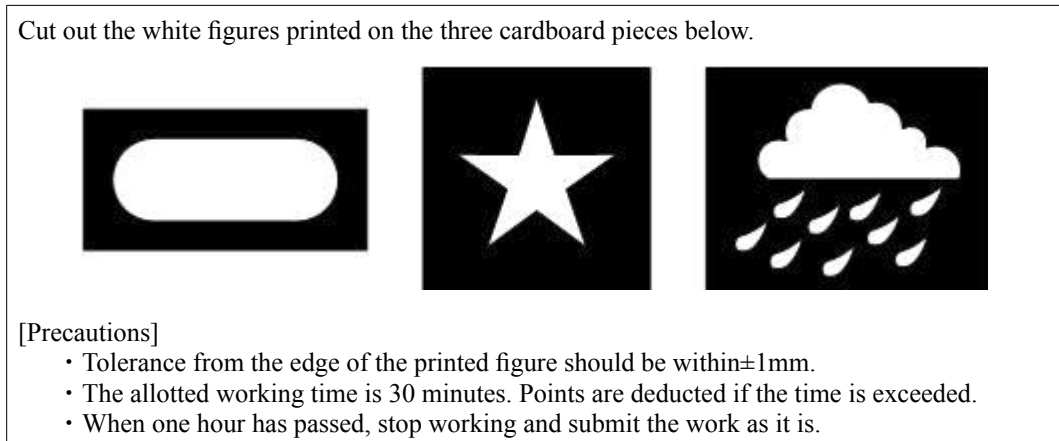 Cut out the white figures printed on the three cardboard pieces below.
[Precautions]
・Tolerance from the edge of the printed figure should be within±1mm.
・The allotted working time is 30 minutes. Points are deducted if the time is exceeded.
・When one hour has passed, stop working and submit the work as it is.